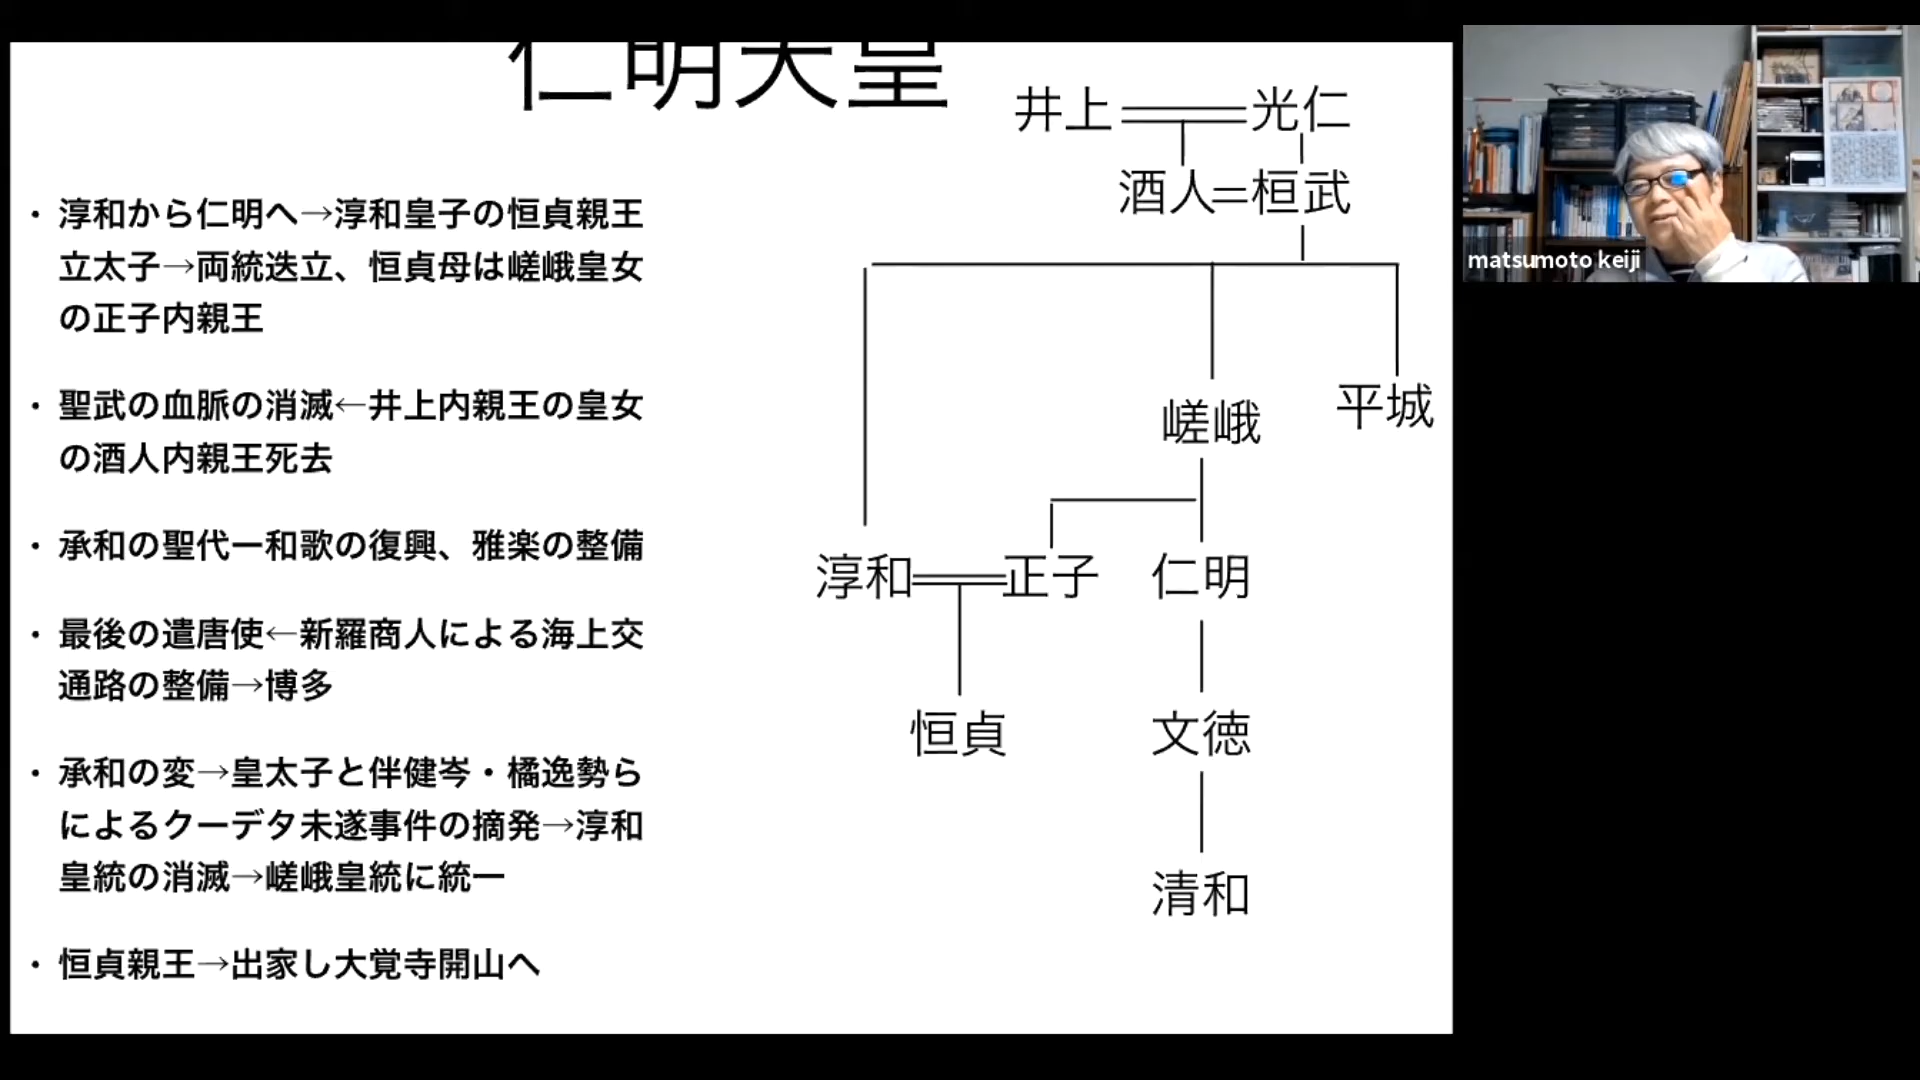 仁明天皇
・淳和から仁明へ→淳和皇子の恒貞親王
立太子→両統迭立、恒貞母は嵯峨皇女
の正子内親王
・聖武の血脈の消滅←井上内親王の皇女
の酒人内親王死去
・承和の聖代ー和歌の復興、雅楽の整備
・最後の遣唐使←新羅商人による海上交
通路の整備→博多
・承和の変→皇太子と伴健岑・橘逸勢ら
によるクーデタ未遂事件の摘発→淳和
皇統の消滅→嵯峨皇統に統一
・恒貞親王→出家し大覚寺開山へ
井上 光仁
酒人=桓武
嵯峨 平城
淳和 正子 仁明
恒貞 文徳
清和
matsumoto keiji